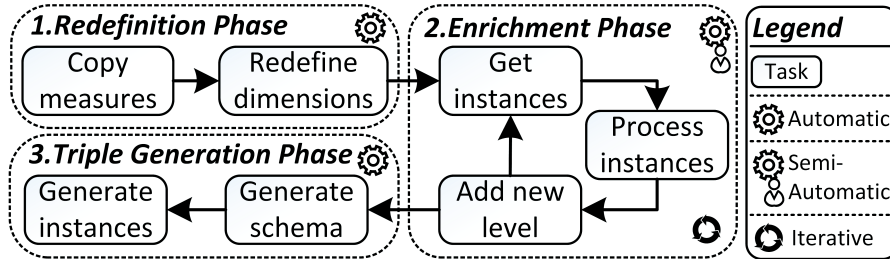 1.Redefinition Phase
Copy
measures
Redefine
dimensions
2.Enrichment Phase
Get
instances
Process
instances
Add new
level
3.Triple Generation Phase
Generate
schema
Generate
instances
Legend
Task
Automatic
Semi-
Automatic
Iterative